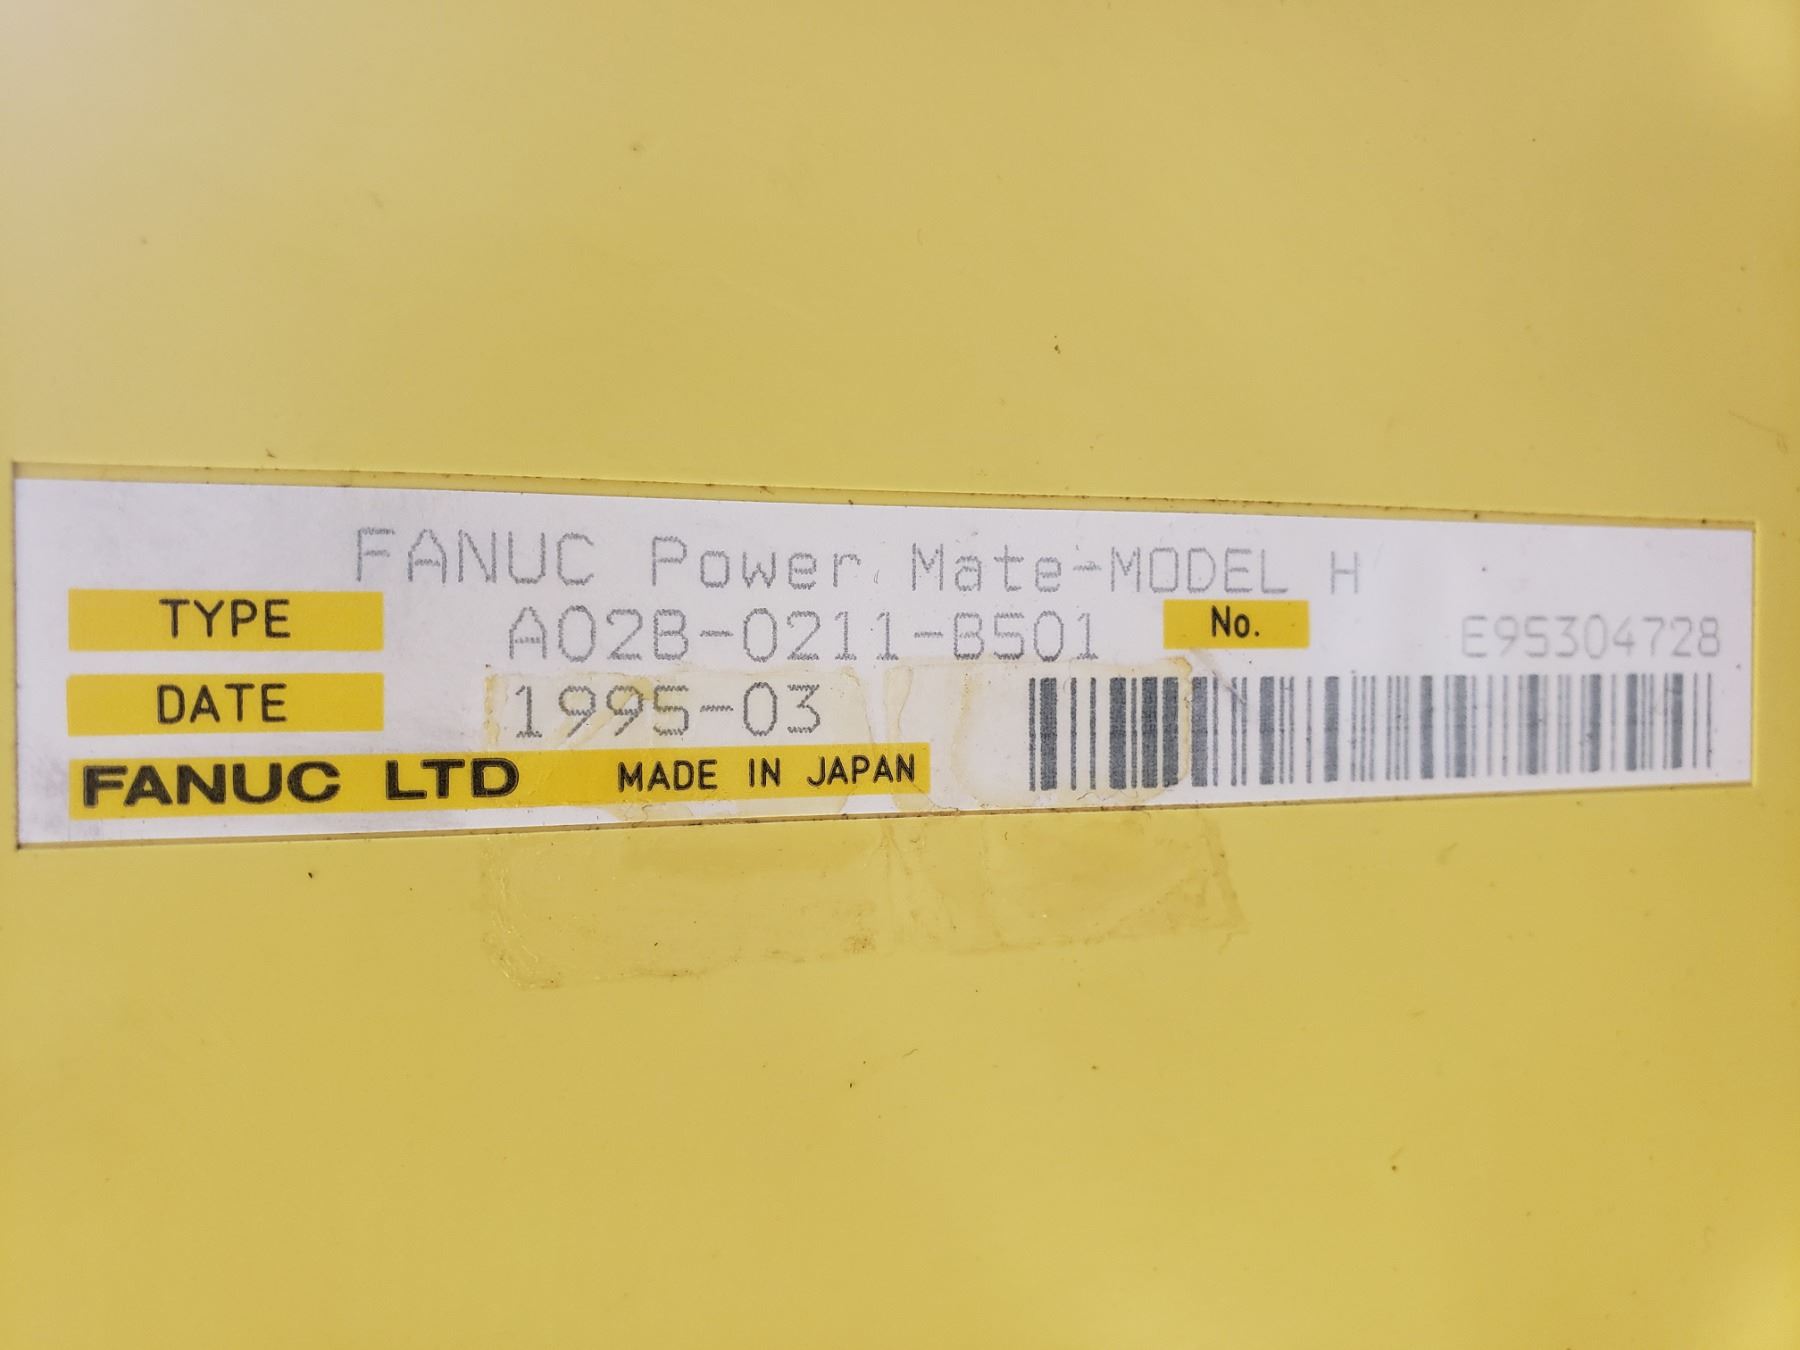 FANUC Power Mate-MODEL H
TYPE A02B-0211-B501 No. E95304728
DATE 1995-03
FANUC LTD MADE IN JAPAN